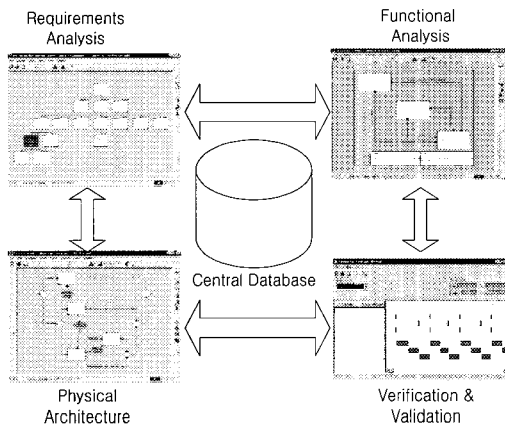 Requirements
Analysis
Functional
Analysis
Central Database
Physical
Architecture
Verification &
Validation